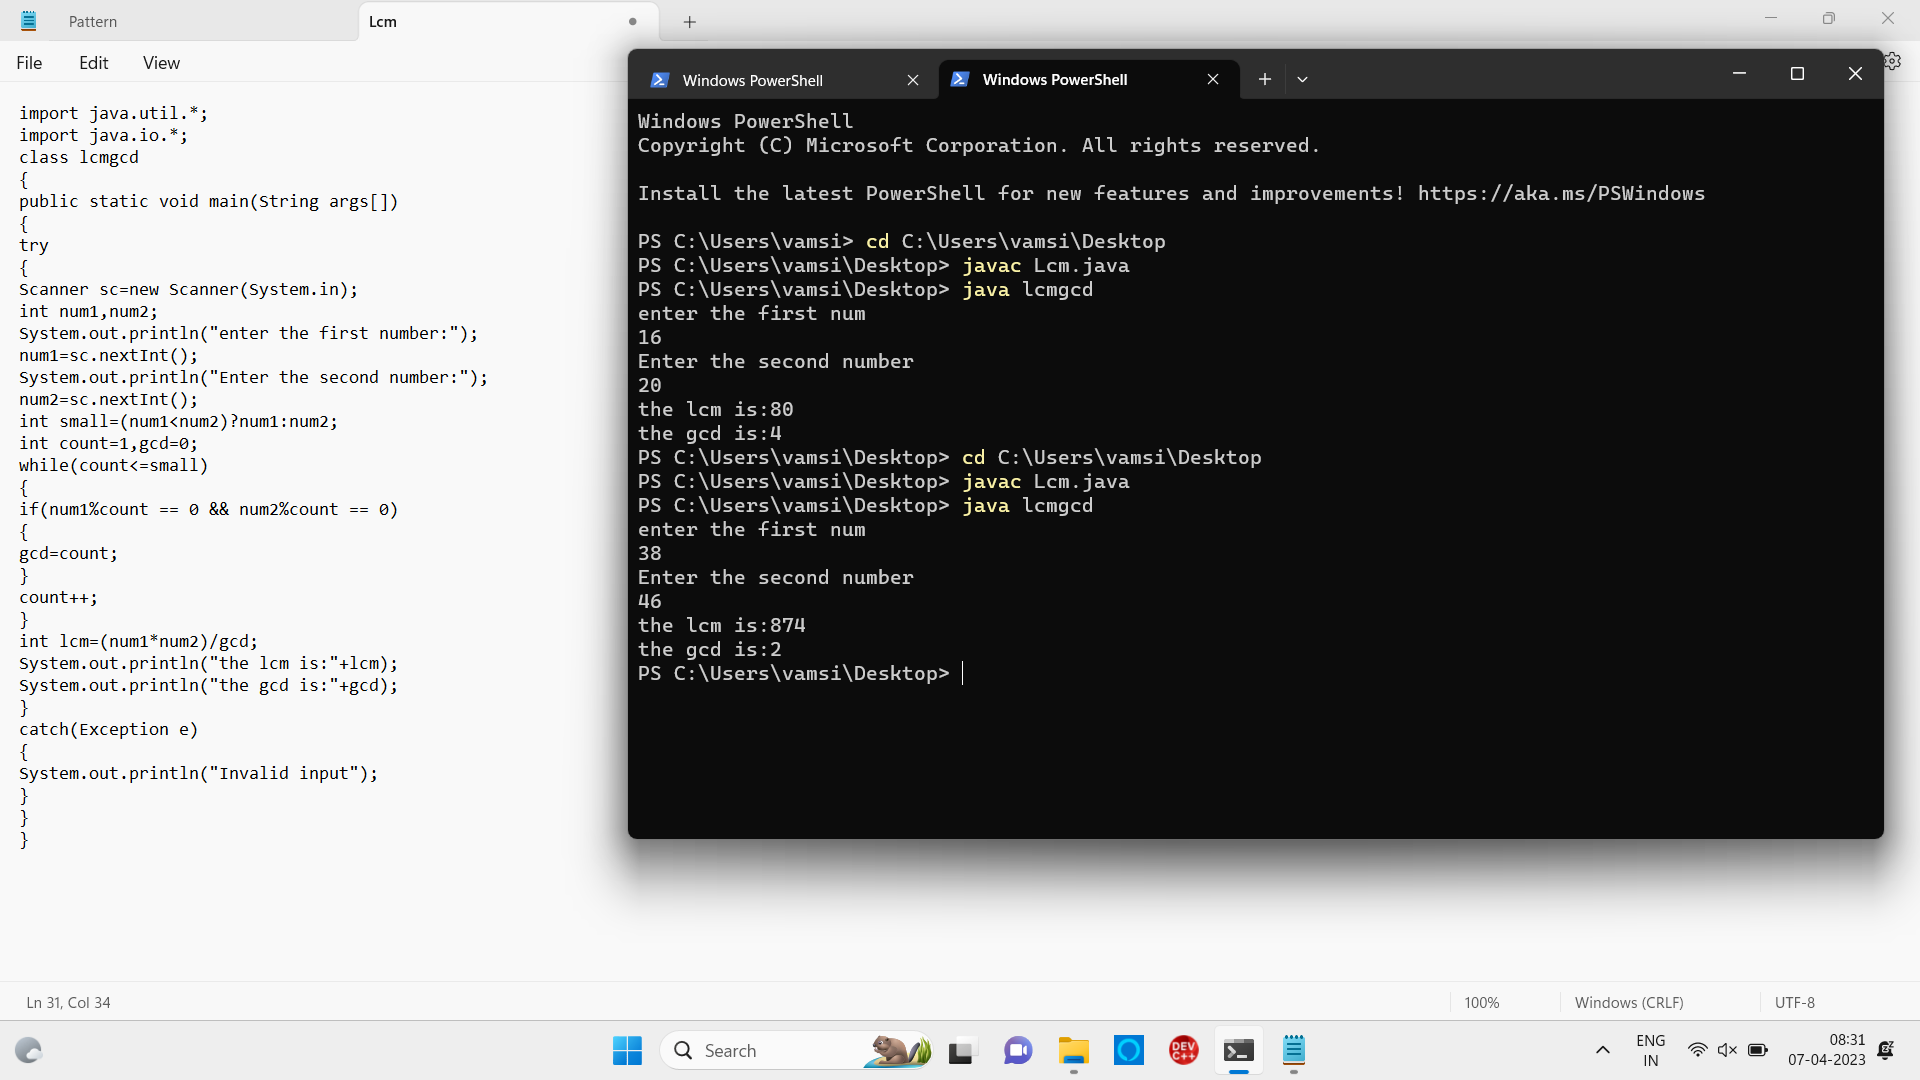 Pattern
Lcm
File Edit View
import java.util.*;
import java.io.*;
class lcmgcd
{
public static void main(String args[])
{
try
{
Scanner sc=new Scanner(System.in);
int num1,num2;
System.out.println("enter the first number:");
num1=sc.nextInt();
System.out.println("Enter the second number:");
num2=sc.nextInt();
int small=(num1<num2)?num1:num2;
int count=1,gcd=0;
while(count<=small)
{
if(num1%count == 0 && num2%count == 0)
{
gcd=count;
}
count++;
}
int lcm=(num1*num2)/gcd;
System.out.println("the lcm is:"+lcm);
System.out.println("the gcd is:"+gcd);
}
catch(Exception e)
{
System.out.println("Invalid input");
}
}
}
Windows PowerShell
Windows PowerShell
Windows PowerShell
Copyright (C) Microsoft Corporation. All rights reserved.
Install the latest PowerShell for new features and improvements! https://aka.ms/PSWindows
PS C:\Users\vamsi> cd C:\Users\vamsi\Desktop
PS C:\Users\vamsi\Desktop> javac Lcm.java
PS C:\Users\vamsi\Desktop> java lcmgcd
enter the first num
16
Enter the second number
20
the lcm is:80
the gcd is:4
PS C:\Users\vamsi\Desktop> cd C:\Users\vamsi\Desktop
PS C:\Users\vamsi\Desktop> javac Lcm.java
PS C:\Users\vamsi\Desktop> java lcmgcd
enter the first num
38
Enter the second number
46
the lcm is:874
the gcd is:2
PS C:\Users\vamsi\Desktop>
Ln 31, Col 34
100%
Windows (CRLF)
UTF-8
Search
DEV C++
ENG
IN
08:31
07-04-2023